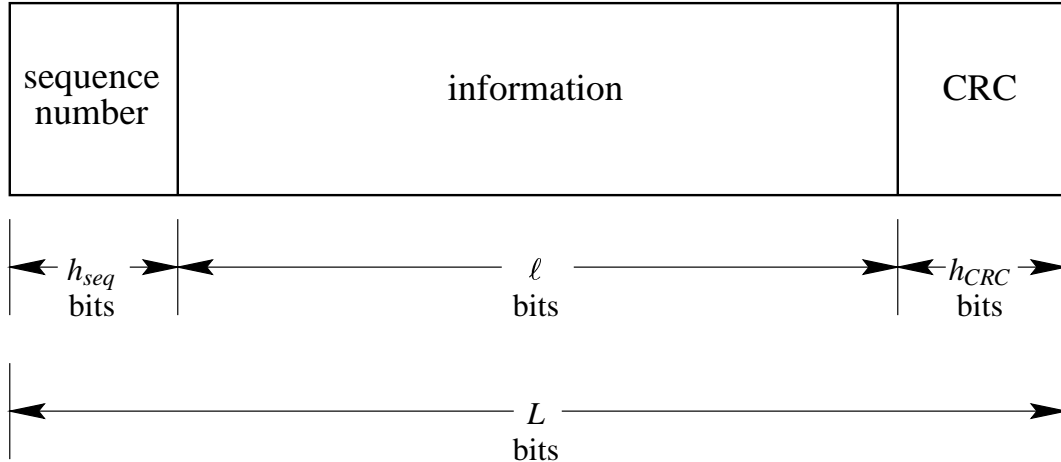 sequence
number
information
CRC
h_seq
bits
ℓ
bits
h_CRC
bits
L
bits